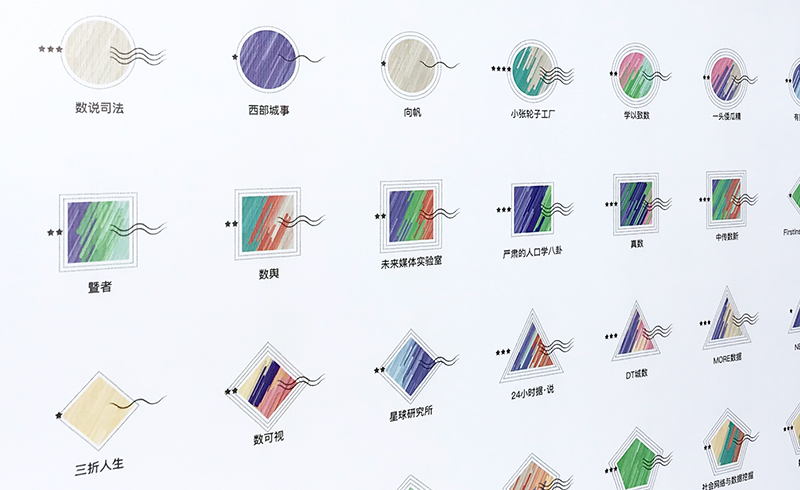 数说司法
西部城事
向帆
小张轮子工厂
学以致数
一头傻瓜精
暨者
数舆
未来媒体实验室
严肃的人口学八卦
真数
中传数新
三折人生
数可视
星球研究所
24小时据·说
DT城数
MORE数据
社会网络与数据挖掘